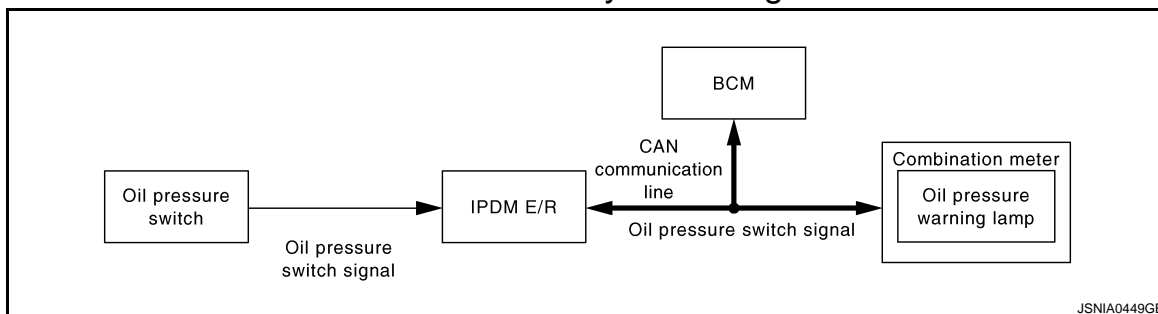 BCM
CAN
communication
line
Combination meter
Oil pressure
switch
IPDM E/R
Oil pressure
warning lamp
Oil pressure switch signal
Oil pressure
switch signal